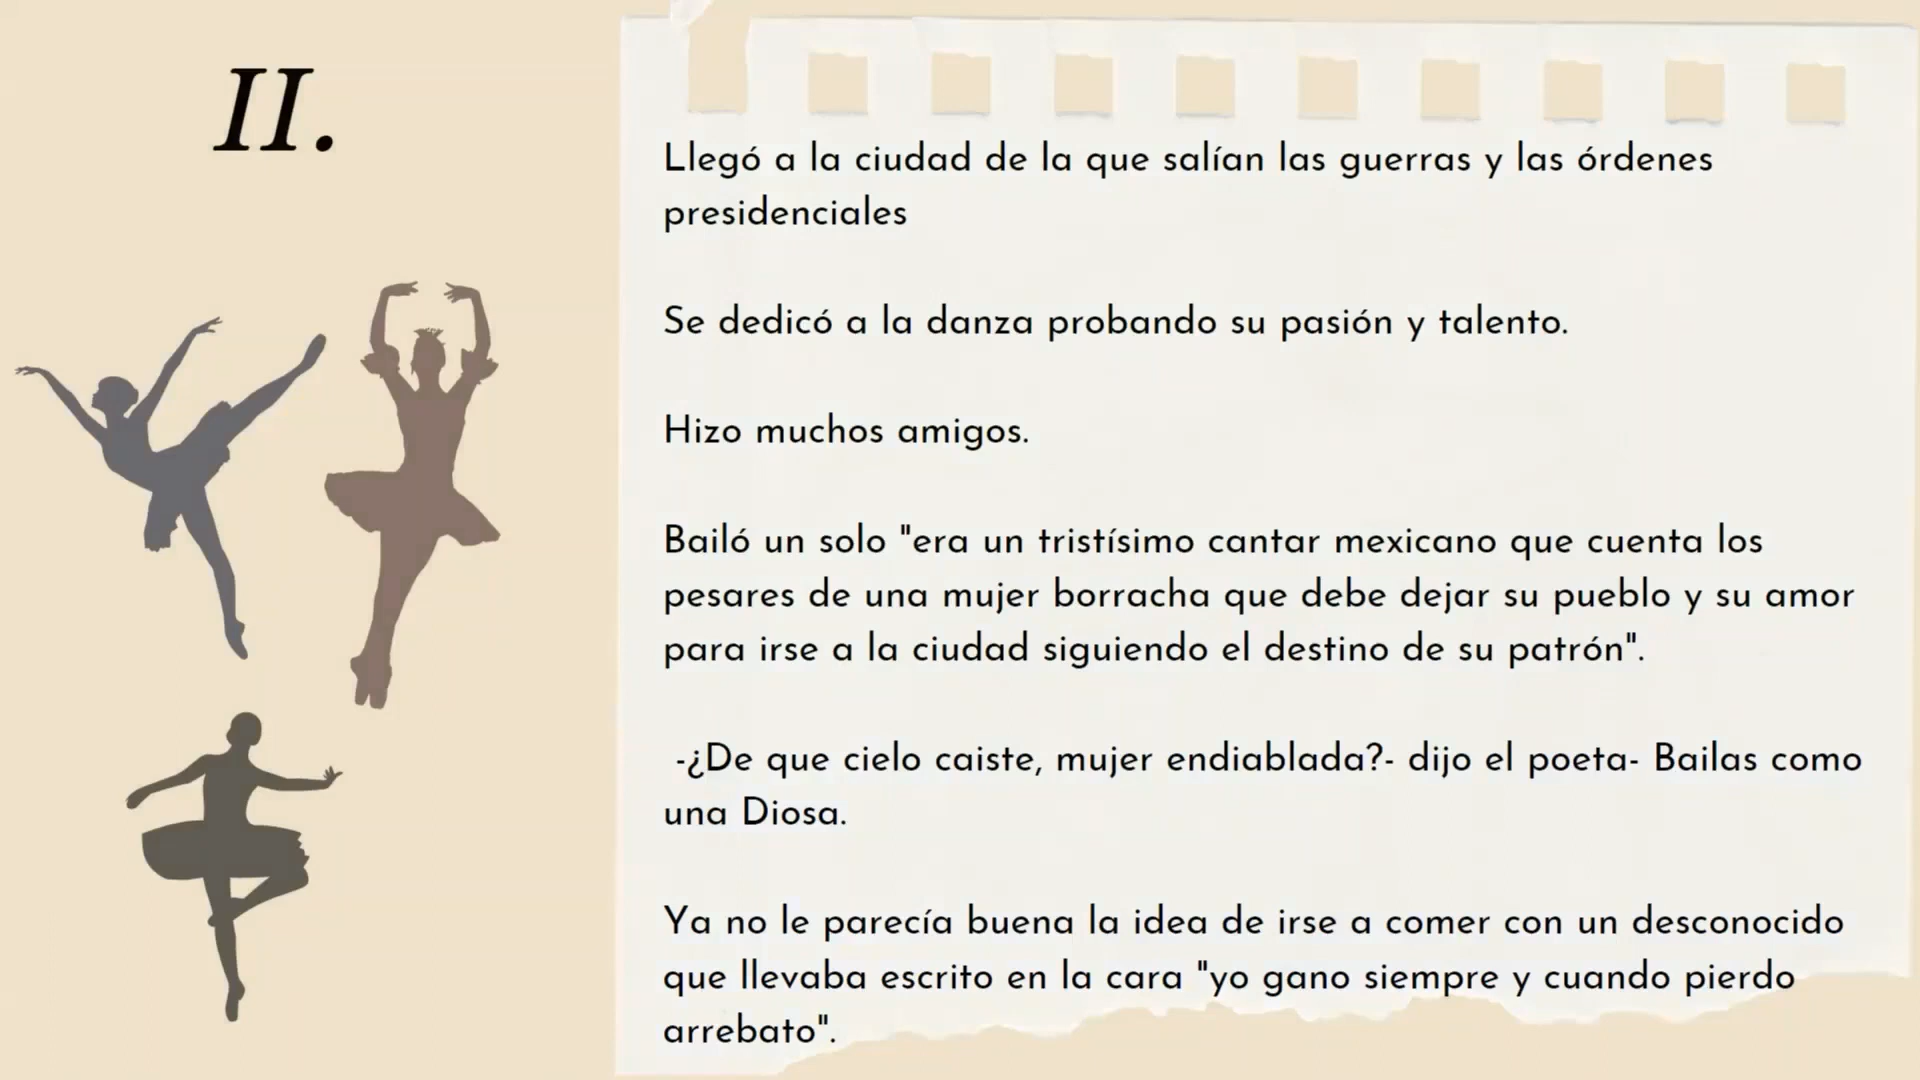 II.
Llegó a la ciudad de la que salían las guerras y las órdenes
presidenciales
Se dedicó a la danza probando su pasión y talento.
Hizo muchos amigos.
Bailó un solo "era un tristísimo cantar mexicano que cuenta los
pesares de una mujer borracha que debe dejar su pueblo y su amor
para irse a la ciudad siguiendo el destino de su patrón".
-¿De que cielo caiste, mujer endiablada?- dijo el poeta- Bailas como
una Diosa.
Ya no le parecía buena la idea de irse a comer con un desconocido
que llevaba escrito en la cara "yo gano siempre y cuando pierdo
arrebato".